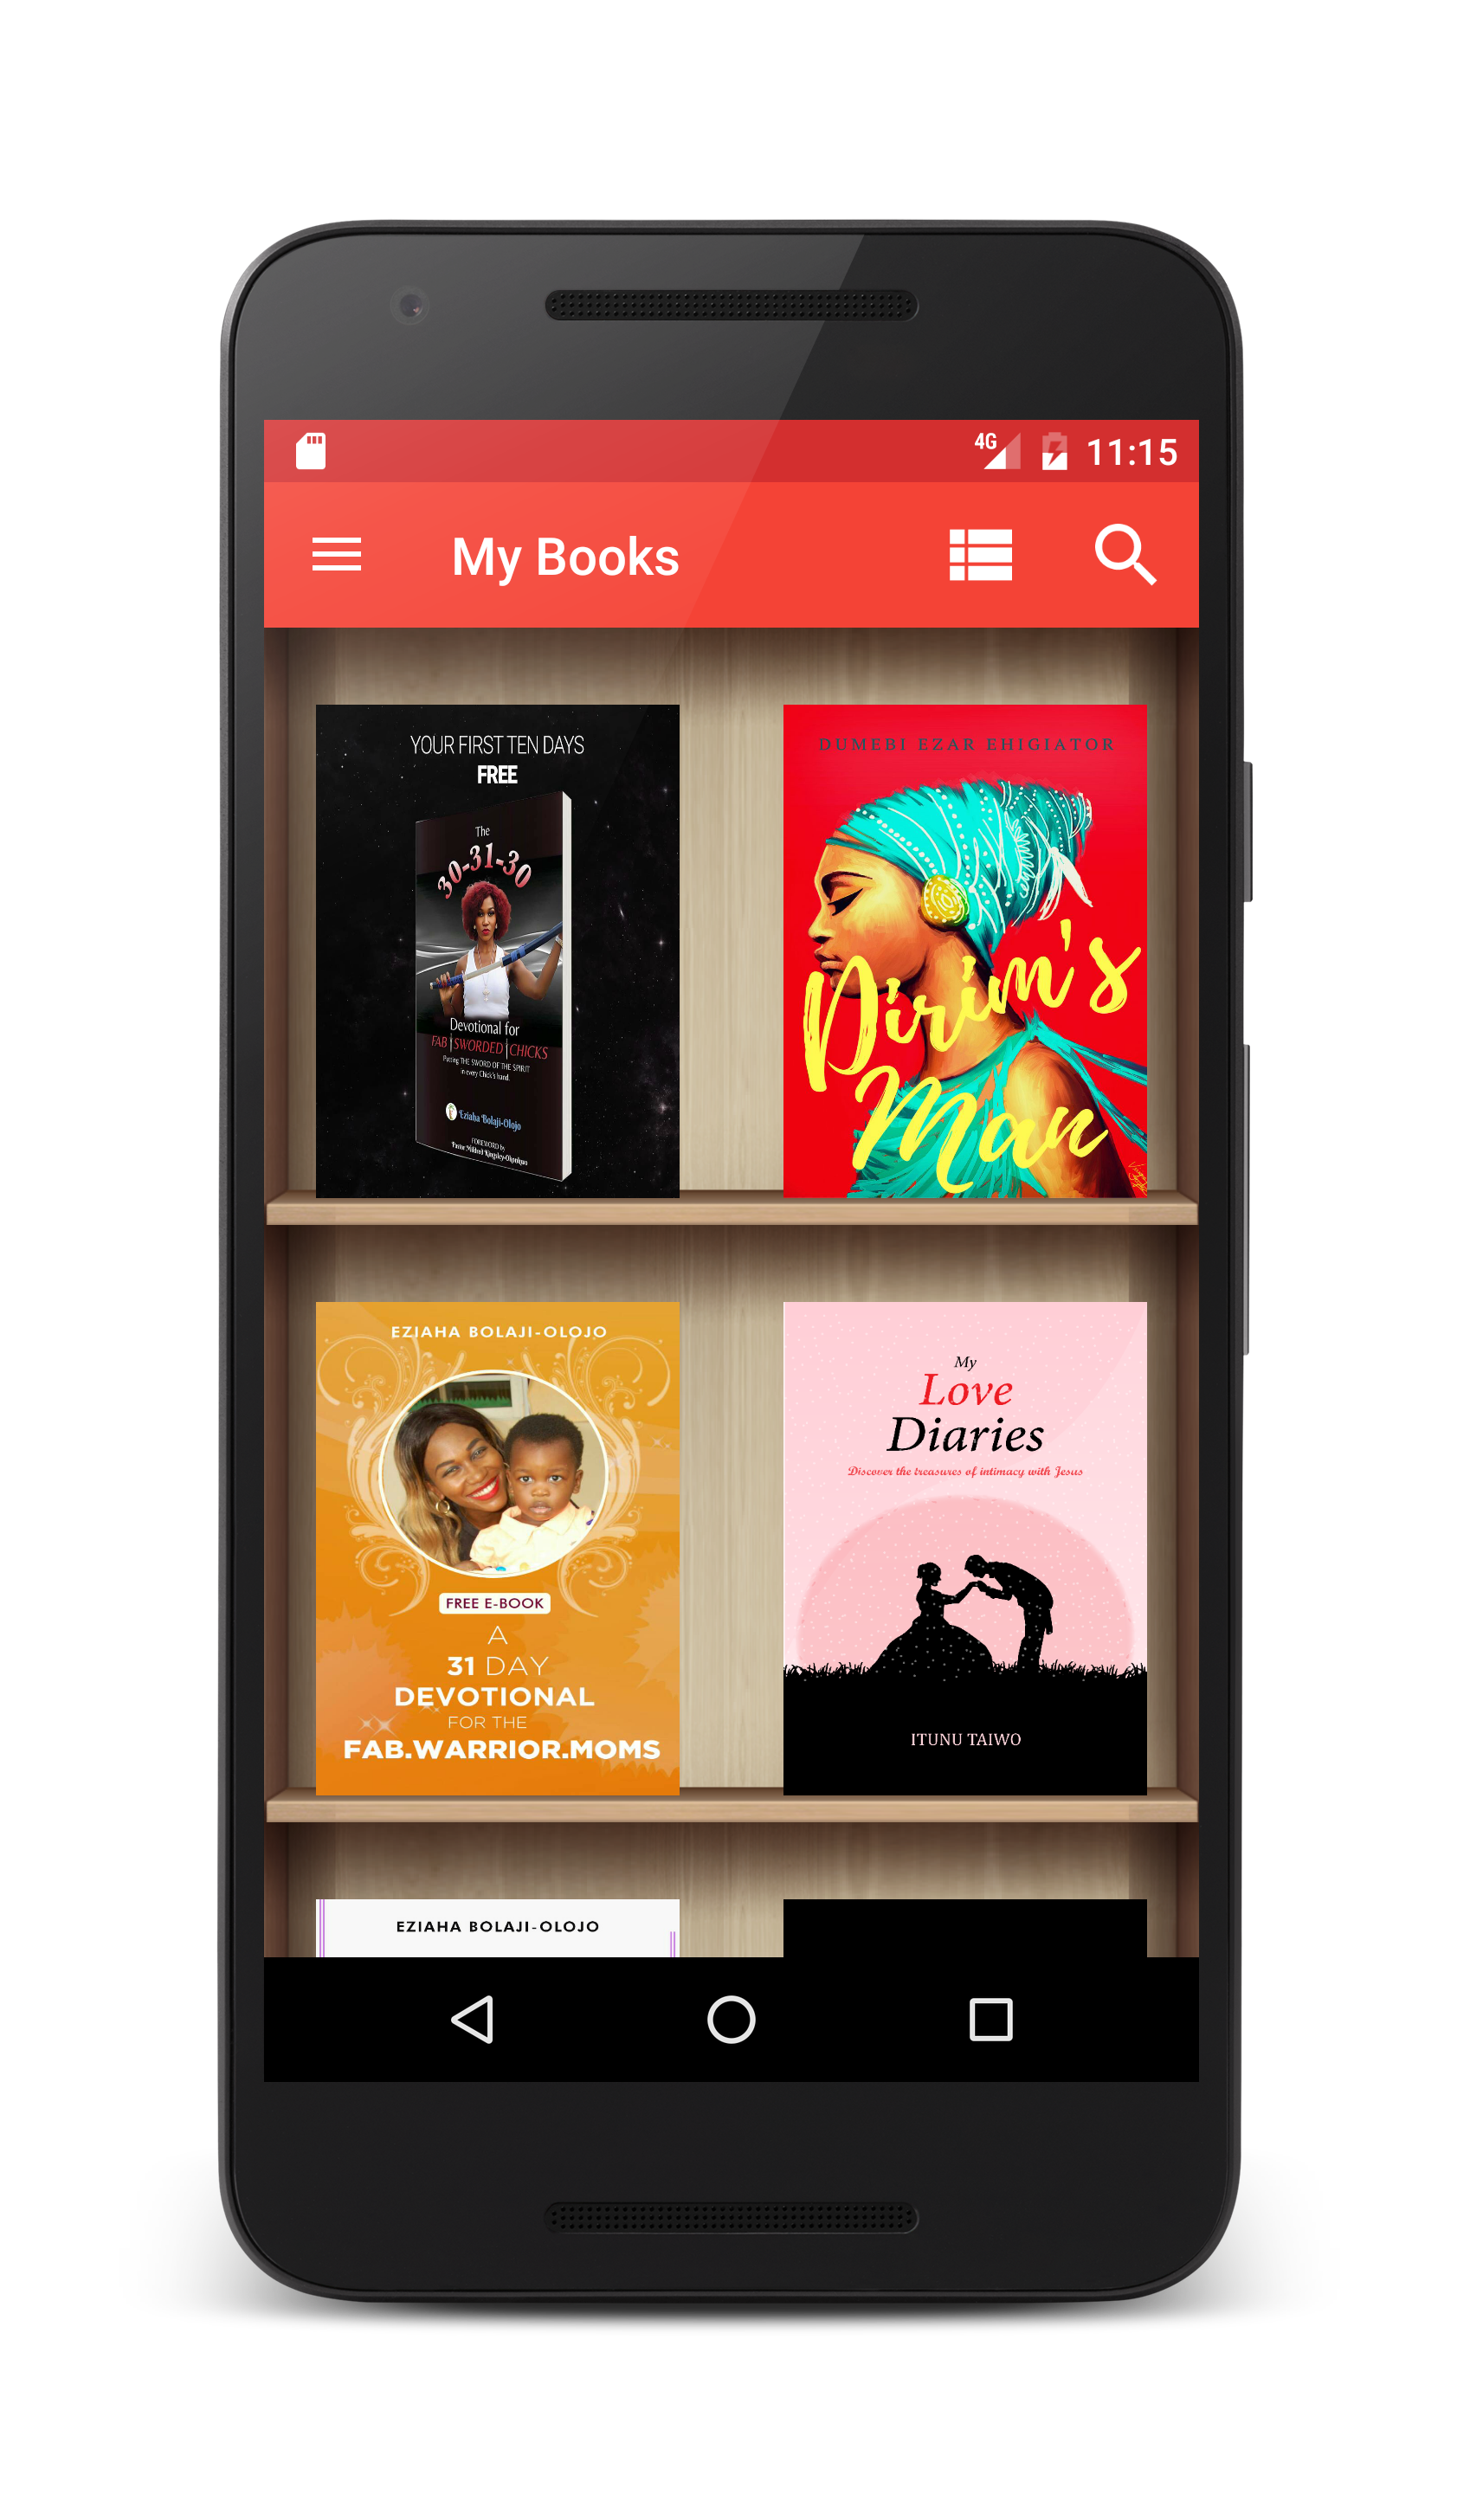 4G 11:15
My Books
YOUR FIRST TEN DAYS
FREE
The
30-31-30
Devotional for
FAB SWORDED CHICKS
Putting THE SWORD OF THE SPIRIT
in every Chick's hand.
Eziaha Bolaji-Olojo
FOREWORD by
DUMEBI EZAR EHIGIATOR
Dirim's
Man
EZIAHA BOLAJI-OLOJO
FREE E-BOOK
A
31 DAY
DEVOTIONAL
FOR THE
FAB.WARRIOR.MOMS
My
Love
Diaries
Discover the treasures of intimacy with Jesus
ITUNU TAIWO
EZIAHA BOLAJI-OLOJO